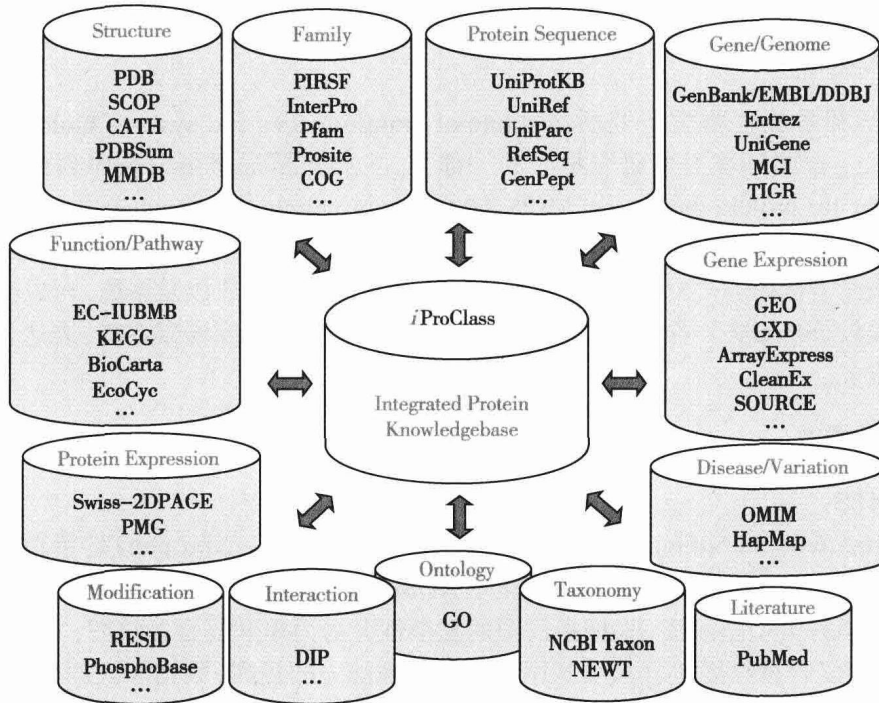 Structure
PDB
SCOP
CATH
PDBSum
MMDB
...
Family
PIRSF
InterPro
Pfam
Prosite
COG
...
Protein Sequence
UniProtKB
UniRef
UniParc
RefSeq
GenPept
...
Gene/Genome
GenBank/EMBL/DDBJ
Entrez
UniGene
MGI
TIGR
...
Function/Pathway
EC–IUBMB
KEGG
BioCarta
EcoCyc
...
iProClass
Integrated Protein
Knowledgebase
Gene Expression
GEO
GXD
ArrayExpress
CleanEx
SOURCE
...
Protein Expression
Swiss–2DPAGE
PMG
...
Disease/Variation
OMIM
HapMap
...
Modification
RESID
PhosphoBase
...
Interaction
DIP
...
Ontology
GO
Taxonomy
NCBI Taxon
NEWT
Literature
PubMed